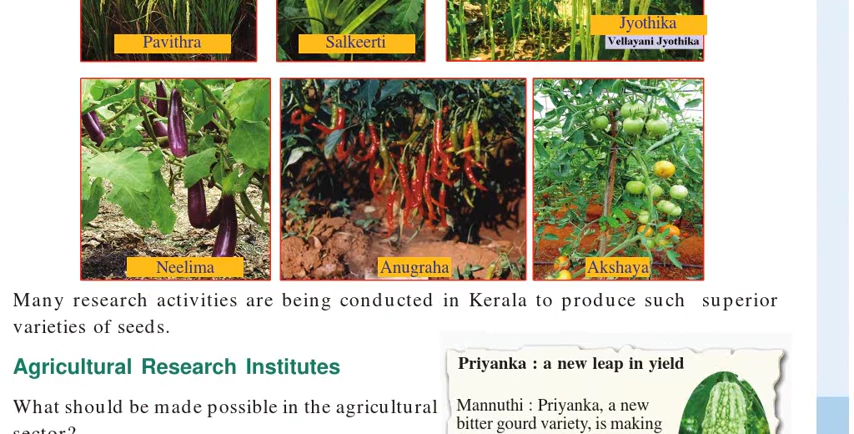 Pavithra
Salkeerti
Jyothika
Vellayani Jyothika
Neelima
Anugraha
Akshaya
Many research activities are being conducted in Kerala to produce such superior
varieties of seeds.
Agricultural Research Institutes
What should be made possible in the agricultural
sector?
Priyanka : a new leap in yield
Mannuthi : Priyanka, a new
bitter gourd variety, is making